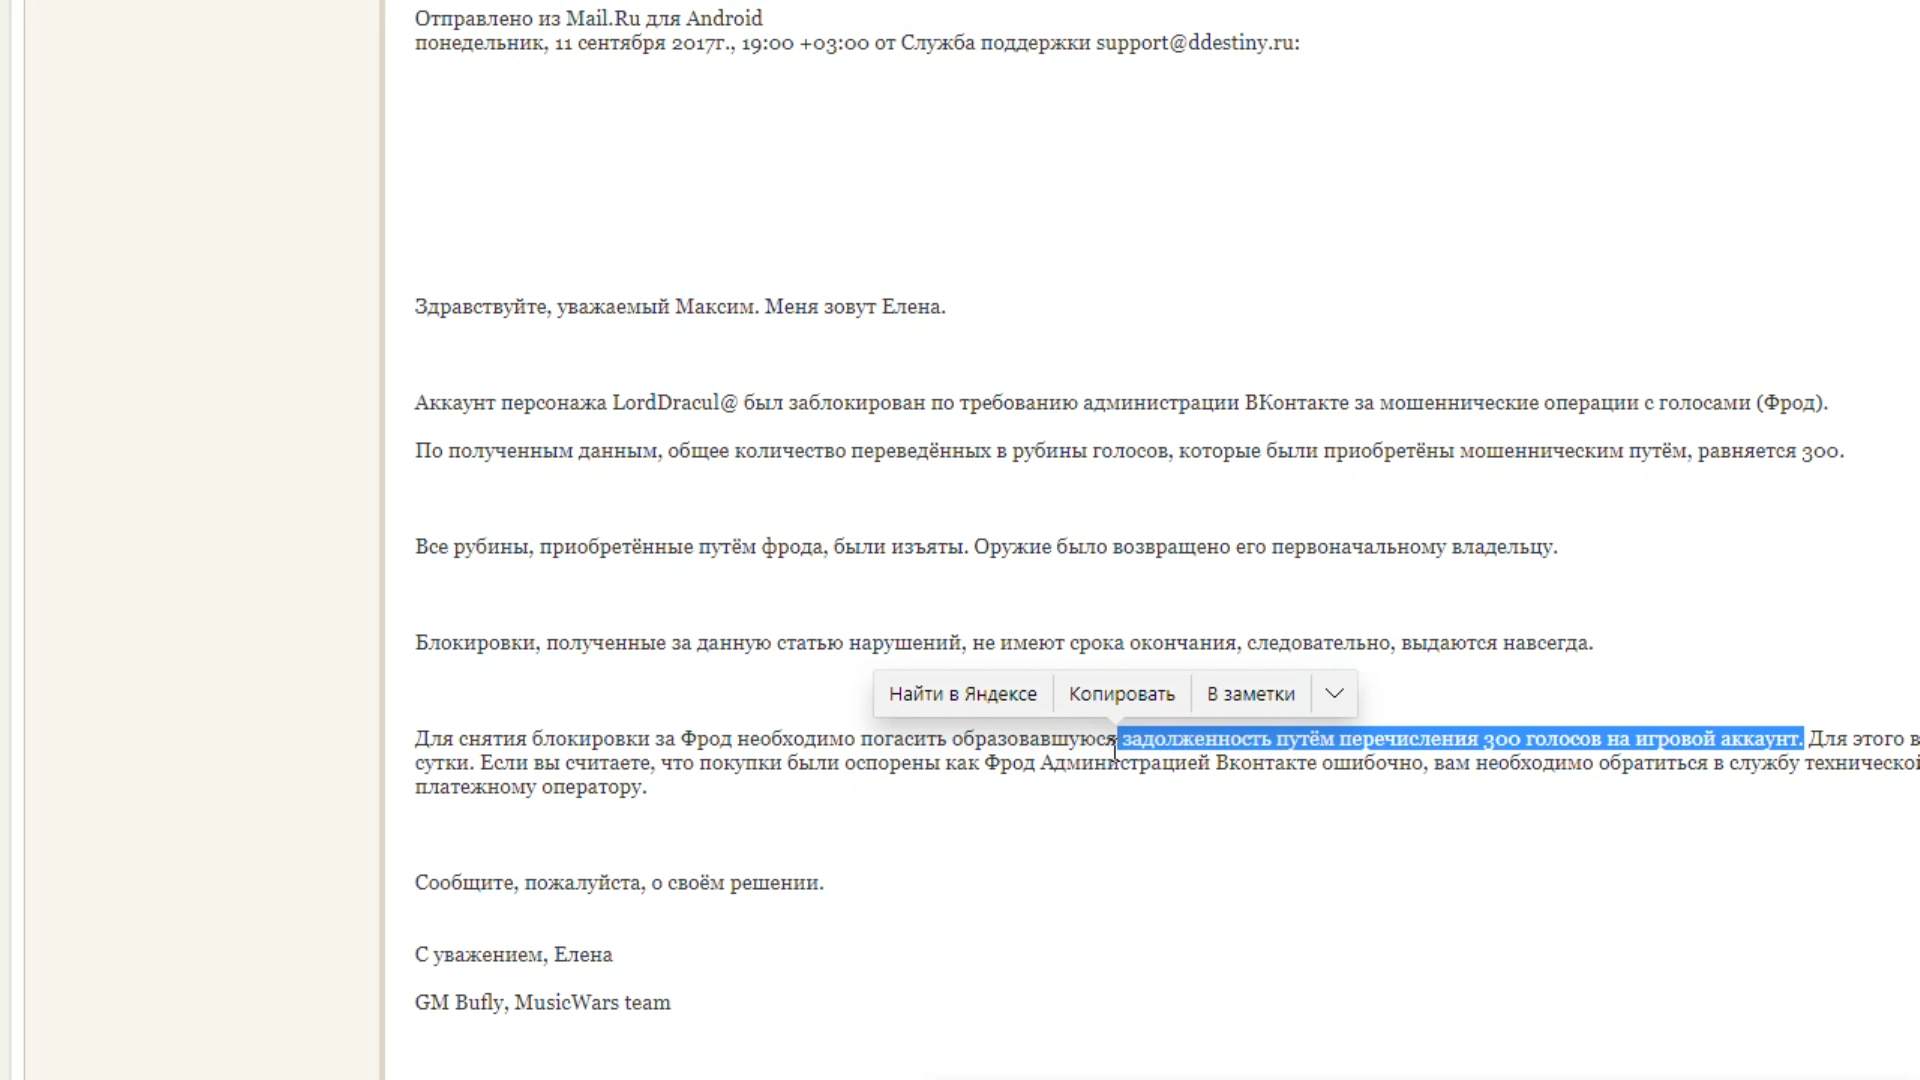 Отправлено из Mail.Ru для Android
понедельник, 11 сентября 2017г., 19:00 +03:00 от Служба поддержки support@ddestiny.ru:
Здравствуйте, уважаемый Максим. Меня зовут Елена.
Аккаунт персонажа LordDracul@ был заблокирован по требованию администрации ВКонтакте за мошеннические операции с голосами (Фрод).
По полученным данным, общее количество переведённых в рубины голосов, которые были приобретёны мошенническим путём, равняется 300.
Все рубины, приобретённые путём фрода, были изъяты. Оружие было возвращено его первоначальному владельцу.
Блокировки, полученные за данную статью нарушений, не имеют срока окончания, следовательно, выдаются навсегда.
Найти в Яндексе Копировать В заметки
Для снятия блокировки за Фрод необходимо погасить образовавшуюся задолженность путём перечисления 300 голосов на игровой аккаунт. Для этого
сутки. Если вы считаете, что покупки были оспорены как Фрод Администрацией Вконтакте ошибочно, вам необходимо обратиться в службу технической
платежному оператору.
Сообщите, пожалуйста, о своём решении.
С уважением, Елена
GM Bufly, MusicWars team